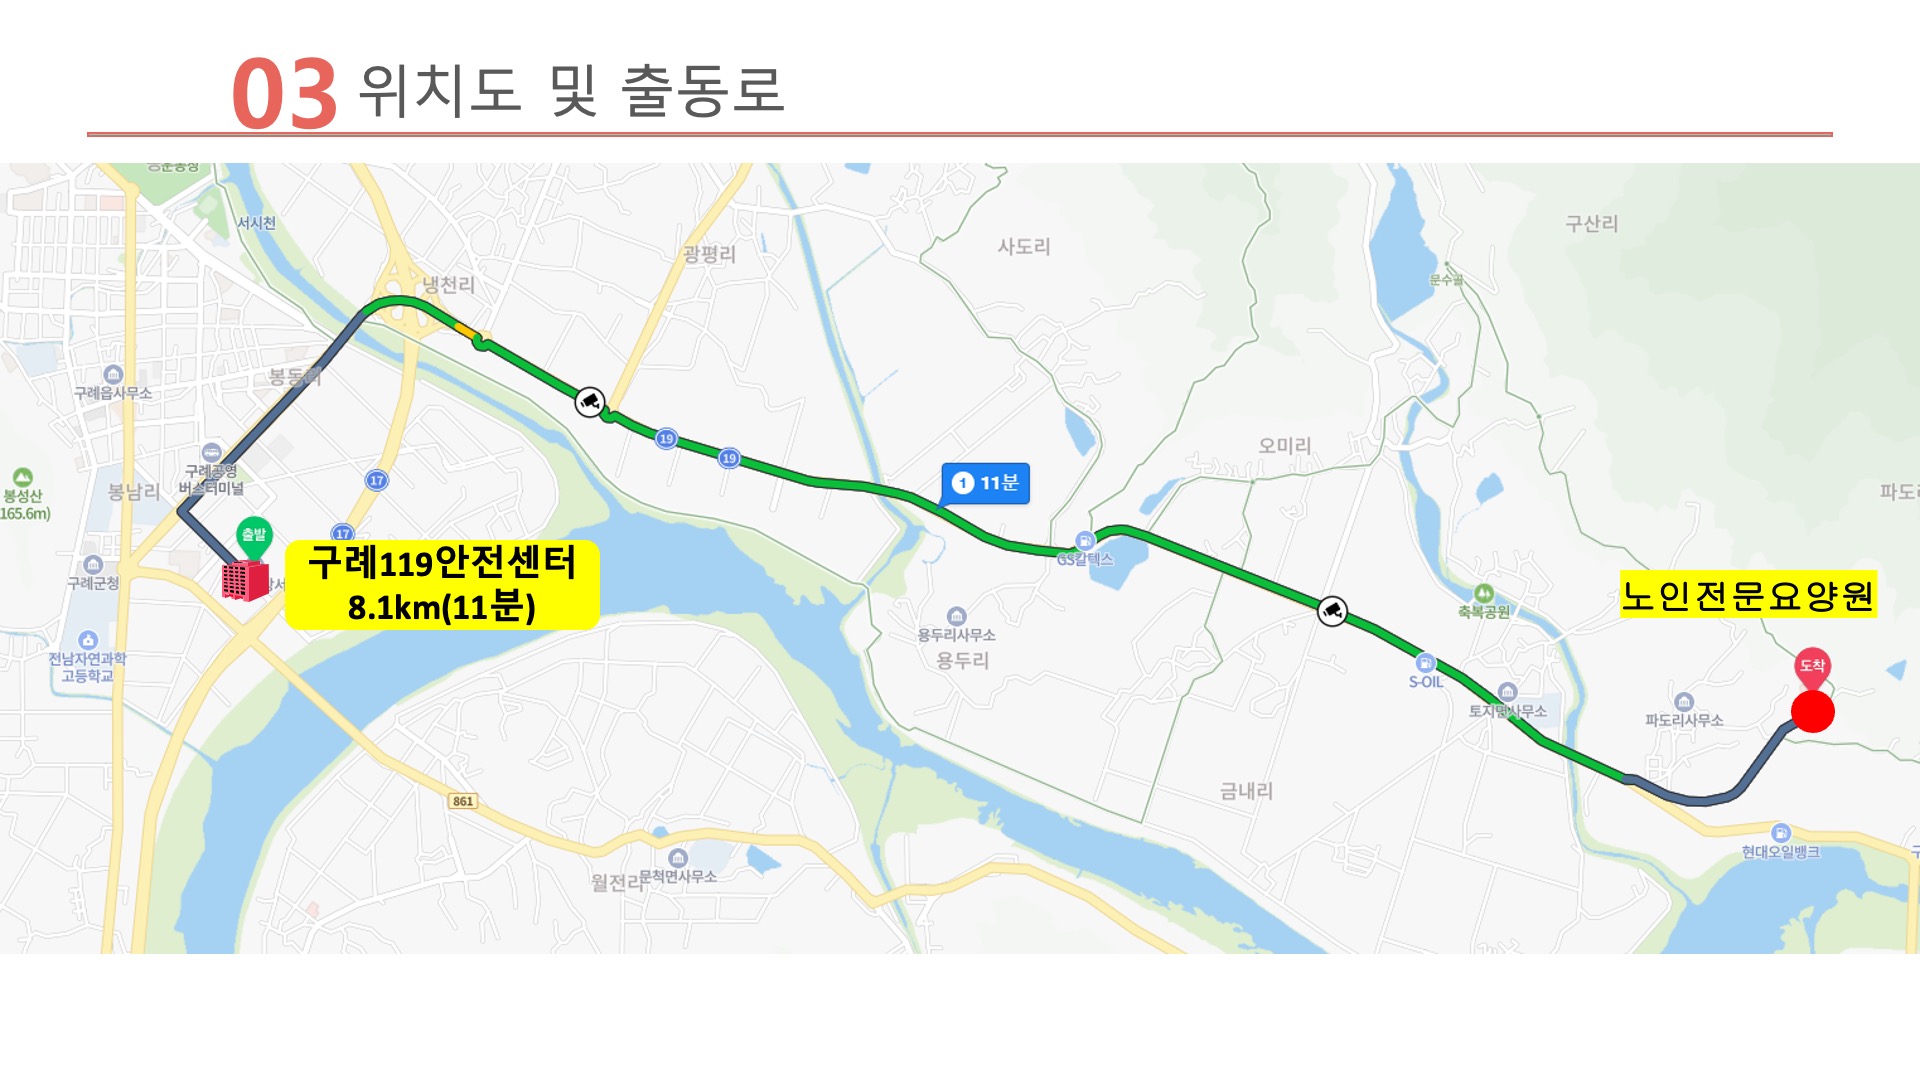 03 위치도 및 출동로
서시천
냉천리
광평리
사도리
구산리
문수골
구례읍사무소
봉동리
오미리
구례공영
버스터미널
봉성산
165.6m)
봉남리
17
19
19
1 11분
파도
출발
17
구례119안전센터
8.1km(11분)
구례군청
GS칼텍스
노인전문요양원
축복공원
용두리사무소
용두리
전남자연과학
고등학교
도착
S-OIL
토지면사무소
파도리사무소
금내리
861
현대오일뱅크
월전리
문척면사무소